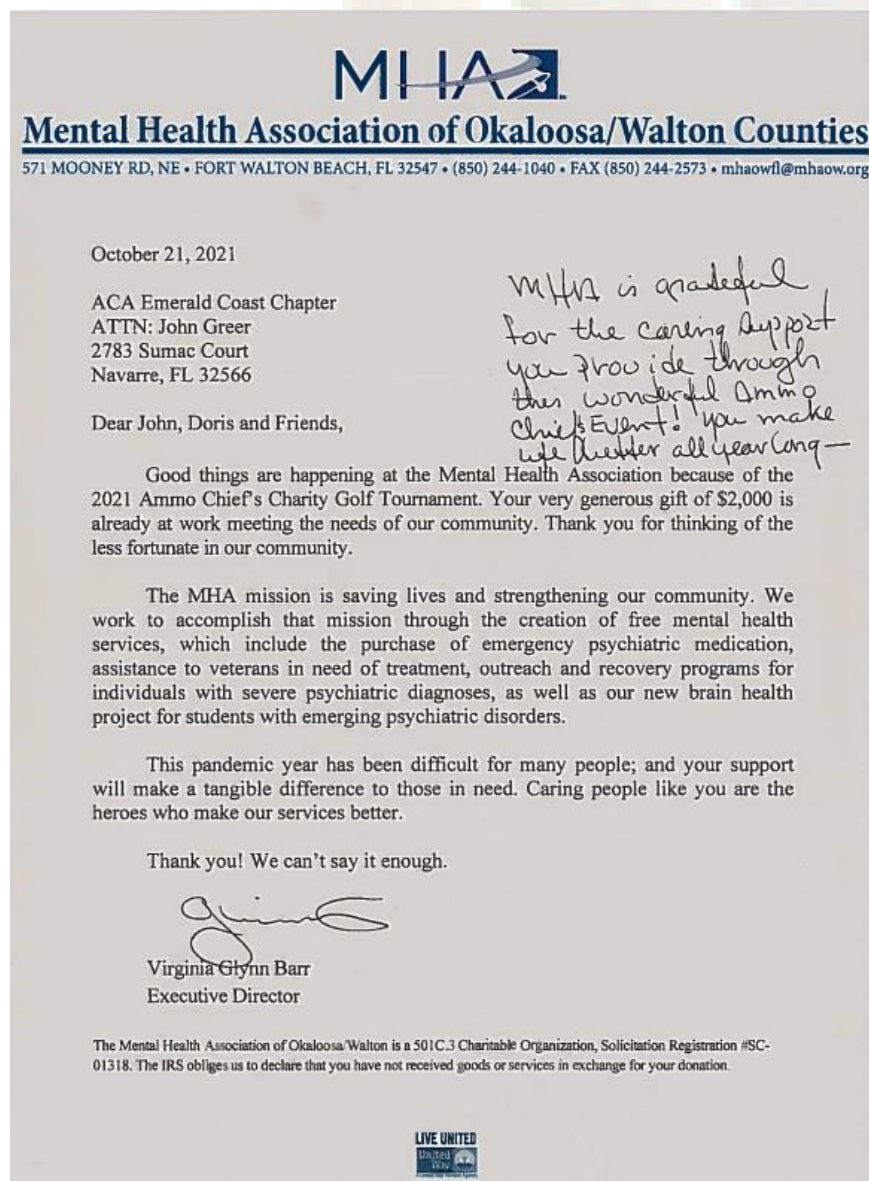 MHA
Mental Health Association of Okaloosa/Walton Counties
571 MOONEY RD, NE • FORT WALTON BEACH, FL 32547 • (850) 244-1040 • FAX (850) 244-2573 • mhaowfl@mhaow.org
October 21, 2021
ACA Emerald Coast Chapter
ATTN: John Greer
2783 Sumac Court
Navarre, FL 32566
Dear John, Doris and Friends,
MHA is grateful
for the caring support
you provide through
this wonderful Ammo
Chief's Event! You make
life better all year long—
Good things are happening at the Mental Health Association because of the
2021 Ammo Chief's Charity Golf Tournament. Your very generous gift of $2,000 is
already at work meeting the needs of our community. Thank you for thinking of the
less fortunate in our community.
The MHA mission is saving lives and strengthening our community. We
work to accomplish that mission through the creation of free mental health
services, which include the purchase of emergency psychiatric medication,
assistance to veterans in need of treatment, outreach and recovery programs for
individuals with severe psychiatric diagnoses, as well as our new brain health
project for students with emerging psychiatric disorders.
This pandemic year has been difficult for many people; and your support
will make a tangible difference to those in need. Caring people like you are the
heroes who make our services better.
Thank you! We can't say it enough.
Virginia Glynn Barr
Executive Director
The Mental Health Association of Okaloosa/Walton is a 501C.3 Charitable Organization, Solicitation Registration #SC-
01318. The IRS obliges us to declare that you have not received goods or services in exchange for your donation.
LIVE UNITED
United
Way